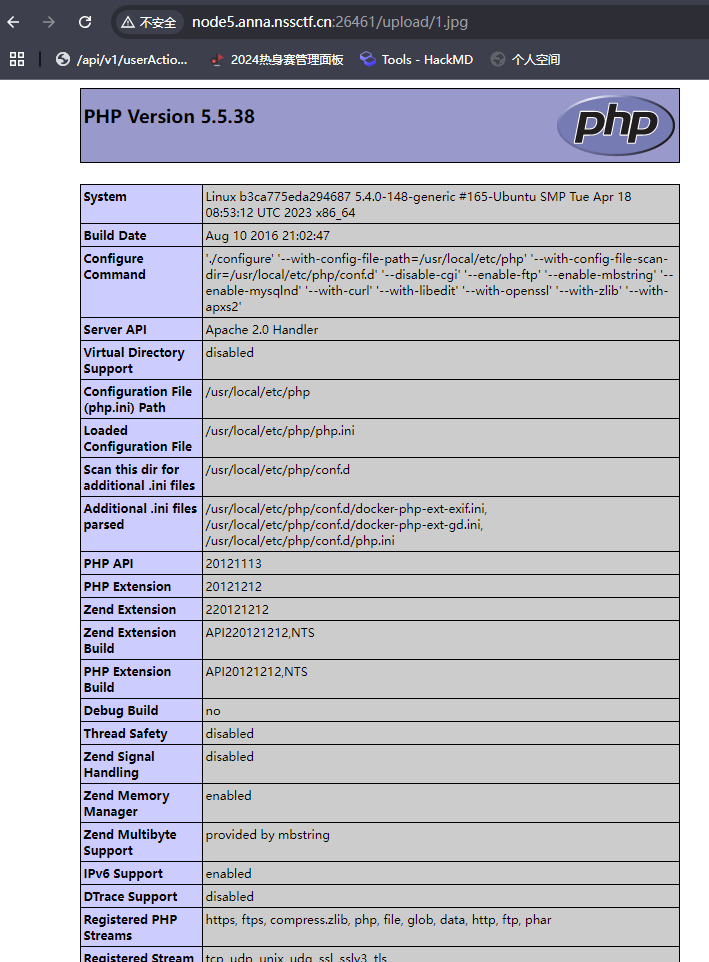 不安全 node5.anna.nssctf.cn:26461/upload/1.jpg
/api/v1/userActio... 2024热身赛管理面板 Tools - HackMD 个人空间
PHP Version 5.5.38
php
System
Linux b3ca775eda294687 5.4.0-148-generic #165-Ubuntu SMP Tue Apr 18
08:53:12 UTC 2023 x86_64
Build Date
Aug 10 2016 21:02:47
Configure
Command
'./configure' '--with-config-file-path=/usr/local/etc/php' '--with-config-file-scan-
dir=/usr/local/etc/php/conf.d' '--disable-cgi' '--enable-ftp' '--enable-mbstring' '--
enable-mysqlnd' '--with-curl' '--with-libedit' '--with-openssl' '--with-zlib' '--with-
apxs2'
Server API
Apache 2.0 Handler
Virtual Directory
Support
disabled
Configuration File
(php.ini) Path
/usr/local/etc/php
Loaded
Configuration File
/usr/local/etc/php/php.ini
Scan this dir for
additional .ini files
/usr/local/etc/php/conf.d
Additional .ini files
parsed
/usr/local/etc/php/conf.d/docker-php-ext-exif.ini,
/usr/local/etc/php/conf.d/docker-php-ext-gd.ini,
/usr/local/etc/php/conf.d/php.ini
PHP API
20121113
PHP Extension
20121212
Zend Extension
220121212
Zend Extension
Build
API220121212,NTS
PHP Extension
Build
API20121212,NTS
Debug Build
no
Thread Safety
disabled
Zend Signal
Handling
disabled
Zend Memory
Manager
enabled
Zend Multibyte
Support
provided by mbstring
IPv6 Support
enabled
DTrace Support
disabled
Registered PHP
Streams
https, ftps, compress.zlib, php, file, glob, data, http, ftp, phar
Registered Stream
tcp, udp, unix, udg, ssl, sslv3, tls